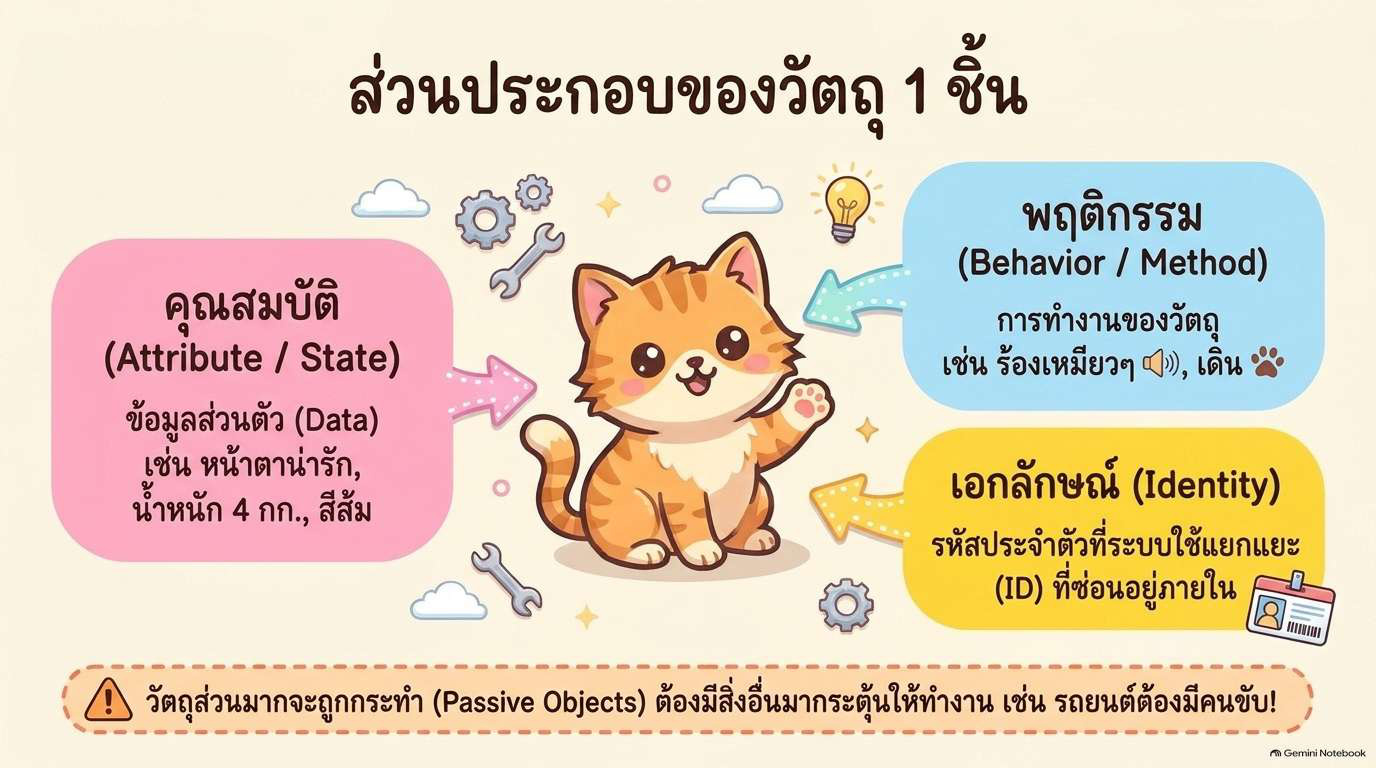 ส่วนประกอบของวัตถุ 1 ชิ้น
คุณสมบัติ
(Attribute / State)
ข้อมูลส่วนตัว (Data)
เช่น หน้าตาน่ารัก,
น้ำหนัก 4 กก., สีส้ม
พฤติกรรม
(Behavior / Method)
การทำงานของวัตถุ
เช่น ร้องเหมียวๆ 🔊, เดิน 🐾
เอกลักษณ์ (Identity)
รหัสประจำตัวที่ระบบใช้แยกแยะ
(ID) ที่ซ่อนอยู่ภายใน
วัตถุส่วนมากจะถูกกระทำ (Passive Objects) ต้องมีสิ่งอื่นมากระตุ้นให้ทำงาน เช่น รถยนต์ต้องมีคนขับ!
Gemini Notebook